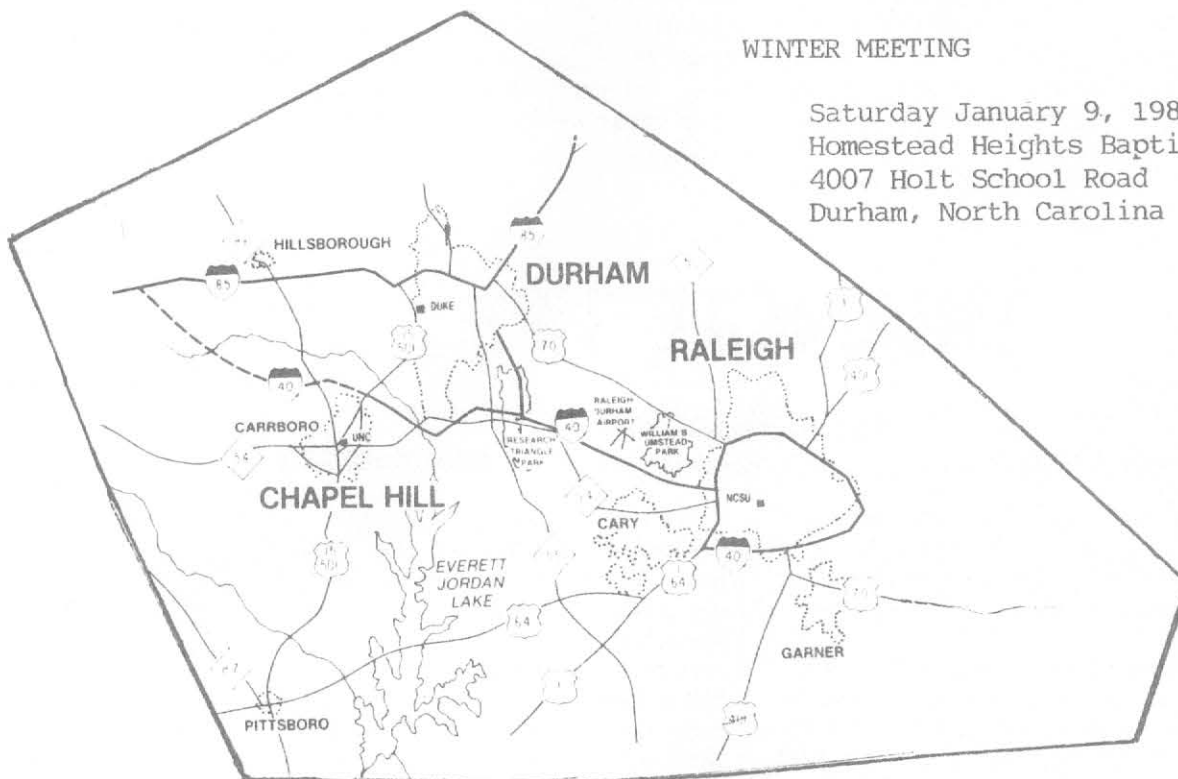 WINTER MEETING
Saturday January 9, 198
Homestead Heights Bapti
4007 Holt School Road
Durham, North Carolina
HILLSBOROUGH
85
85
DURHAM
DUKE
70
RALEIGH
40
CARRBORO
UNC
54
RESEARCH
TRIANGLE
PARK
40
RALEIGH
DURHAM
AIRPORT
WILLIAM B
UMSTEAD
PARK
NCSU
CHAPEL HILL
CARY
EVERETT
JORDAN
LAKE
40
64
64
GARNER
PITTSBORO